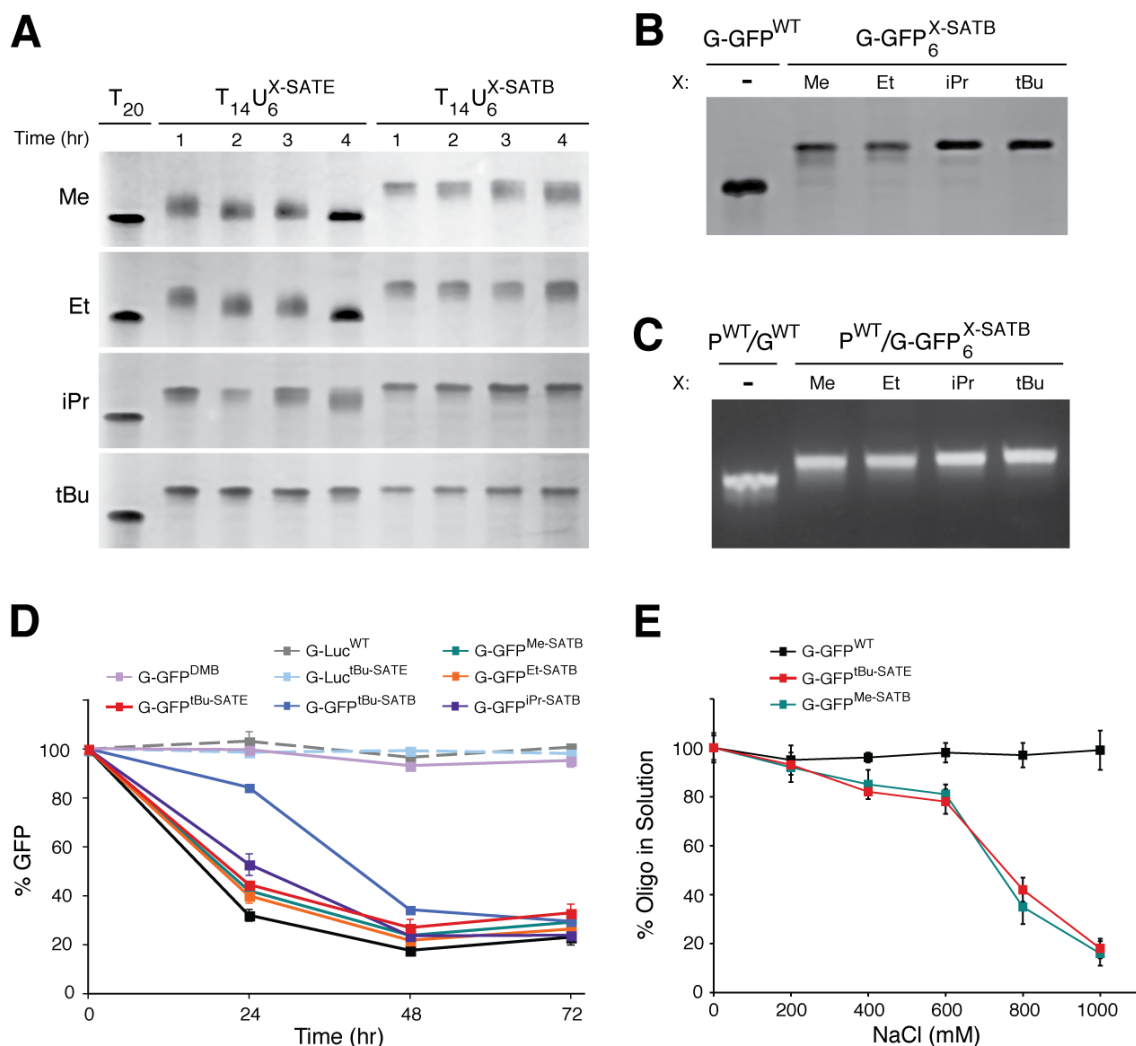 A
T20 T14U6X-SATE T14U6X-SATB
Time (hr) 1 2 3 4 1 2 3 4
Me
Et
iPr
tBu
B
G-GFPWT G-GFP6X-SATB
X: - Me Et iPr tBu
C
PWT/GWT PWT/G-GFP6X-SATB
X: - Me Et iPr tBu
D
G-LucWT G-GFPMe-SATB
G-GFPDMB G-LuctBu-SATE G-GFPEt-SATB
G-GFPtBu-SATE G-GFPtBu-SATB G-GFPiPr-SATB
% GFP
100
80
60
40
20
0
0 24 48 72
Time (hr)
E
G-GFPWT
G-GFPtBu-SATE
G-GFPMe-SATB
% Oligo in Solution
100
80
60
40
20
0
0 200 400 600 800 1000
NaCl (mM)